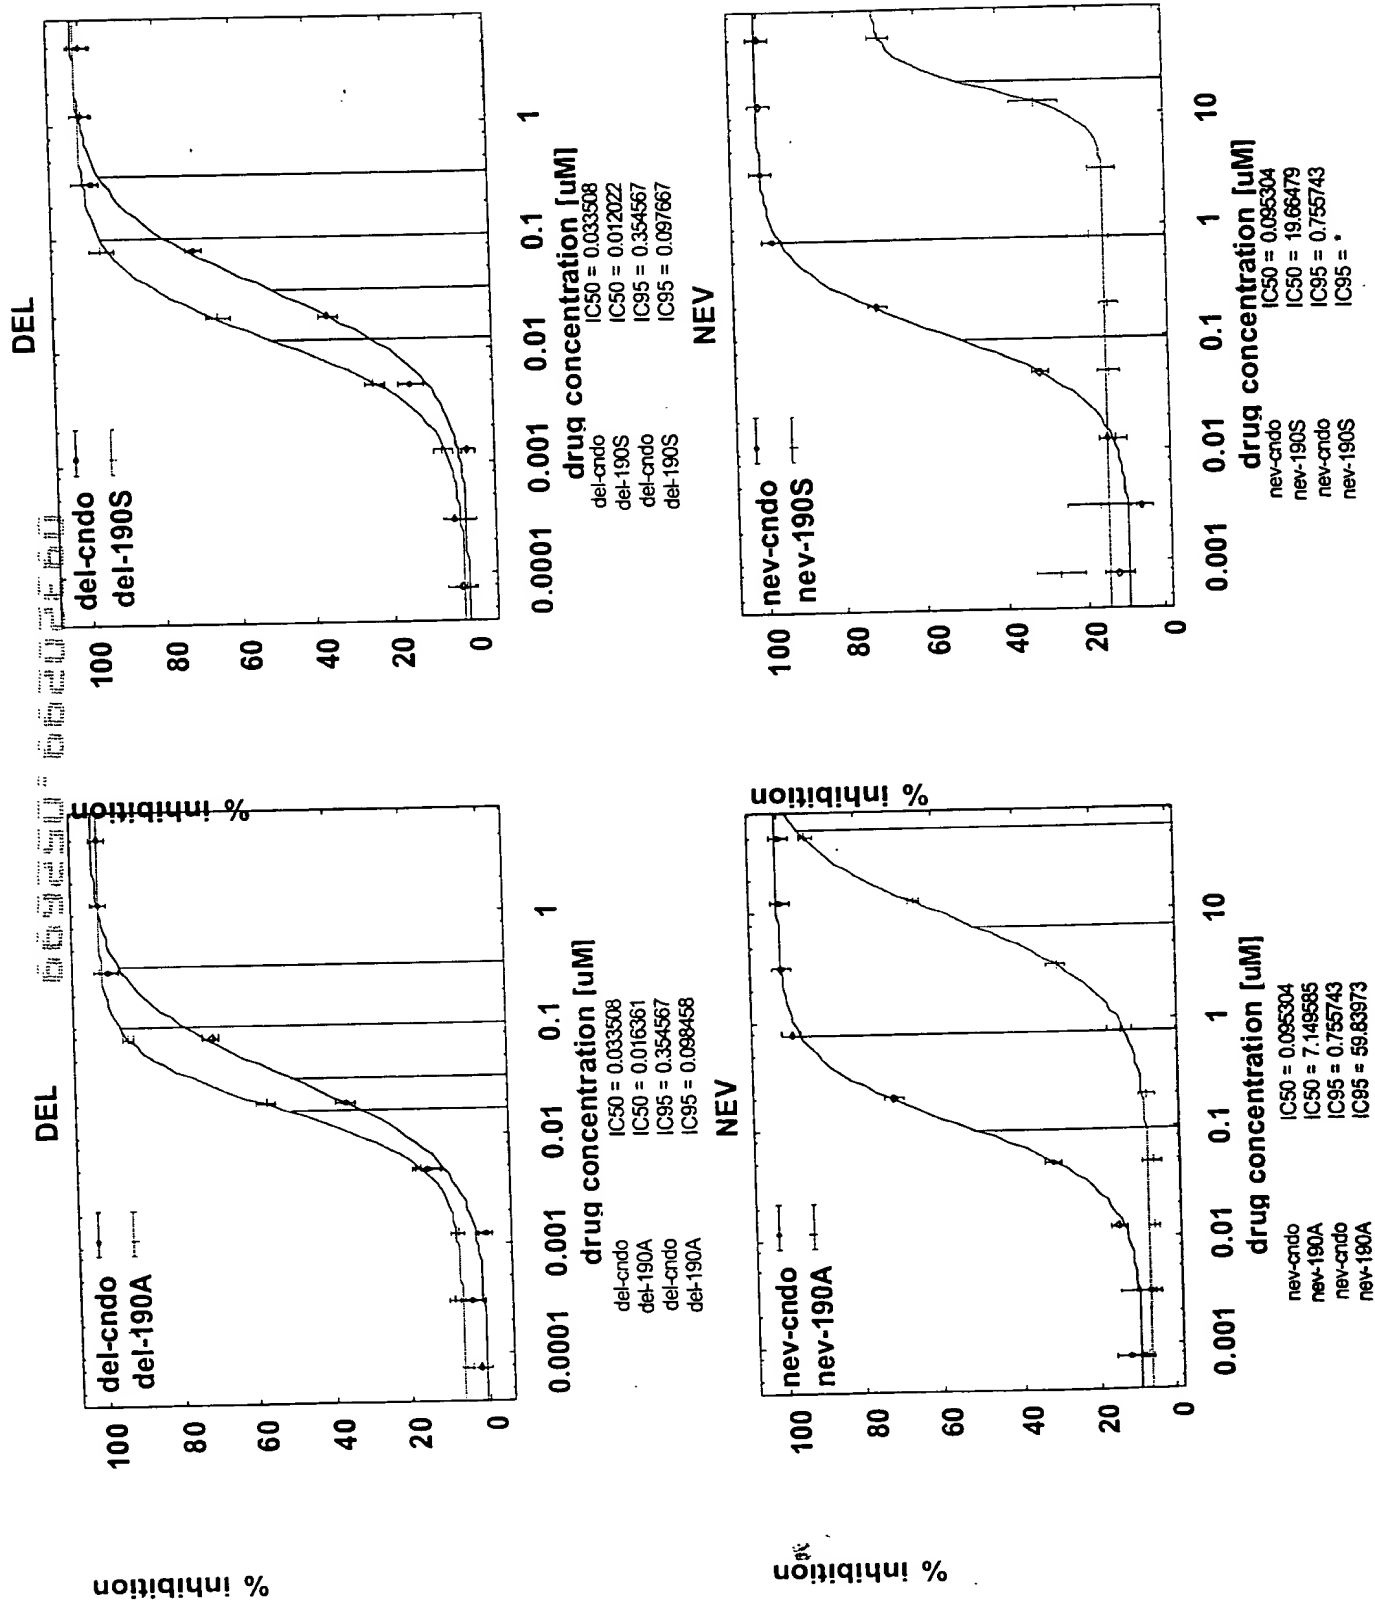 DEL
del-cndo
del-190A
100
80
60
40
20
0
% inhibition
0.0001
0.001
0.01
0.1
1
drug concentration [uM]
del-cndo IC50 = 0.033508
del-190A IC50 = 0.016361
del-cndo IC95 = 0.354567
del-190A IC95 = 0.098458
DEL
del-cndo
del-190S
100
80
60
40
20
0
% inhibition
0.0001
0.001
0.01
0.1
1
drug concentration [uM]
del-cndo IC50 = 0.033508
del-190S IC50 = 0.012022
del-cndo IC95 = 0.354567
del-190S IC95 = 0.097667
NEV
nev-cndo
nev-190A
100
80
60
40
20
0
% inhibition
0.001
0.01
0.1
1
10
drug concentration [uM]
nev-cndo IC50 = 0.095304
nev-190A IC50 = 7.149585
nev-cndo IC95 = 0.755743
nev-190A IC95 = 59.83973
NEV
nev-cndo
nev-190S
100
80
60
40
20
0
% inhibition
0.001
0.01
0.1
1
10
drug concentration [uM]
nev-cndo IC50 = 0.095304
nev-190S IC50 = 19.66479
nev-cndo IC95 = 0.755743
nev-190S IC95 = *